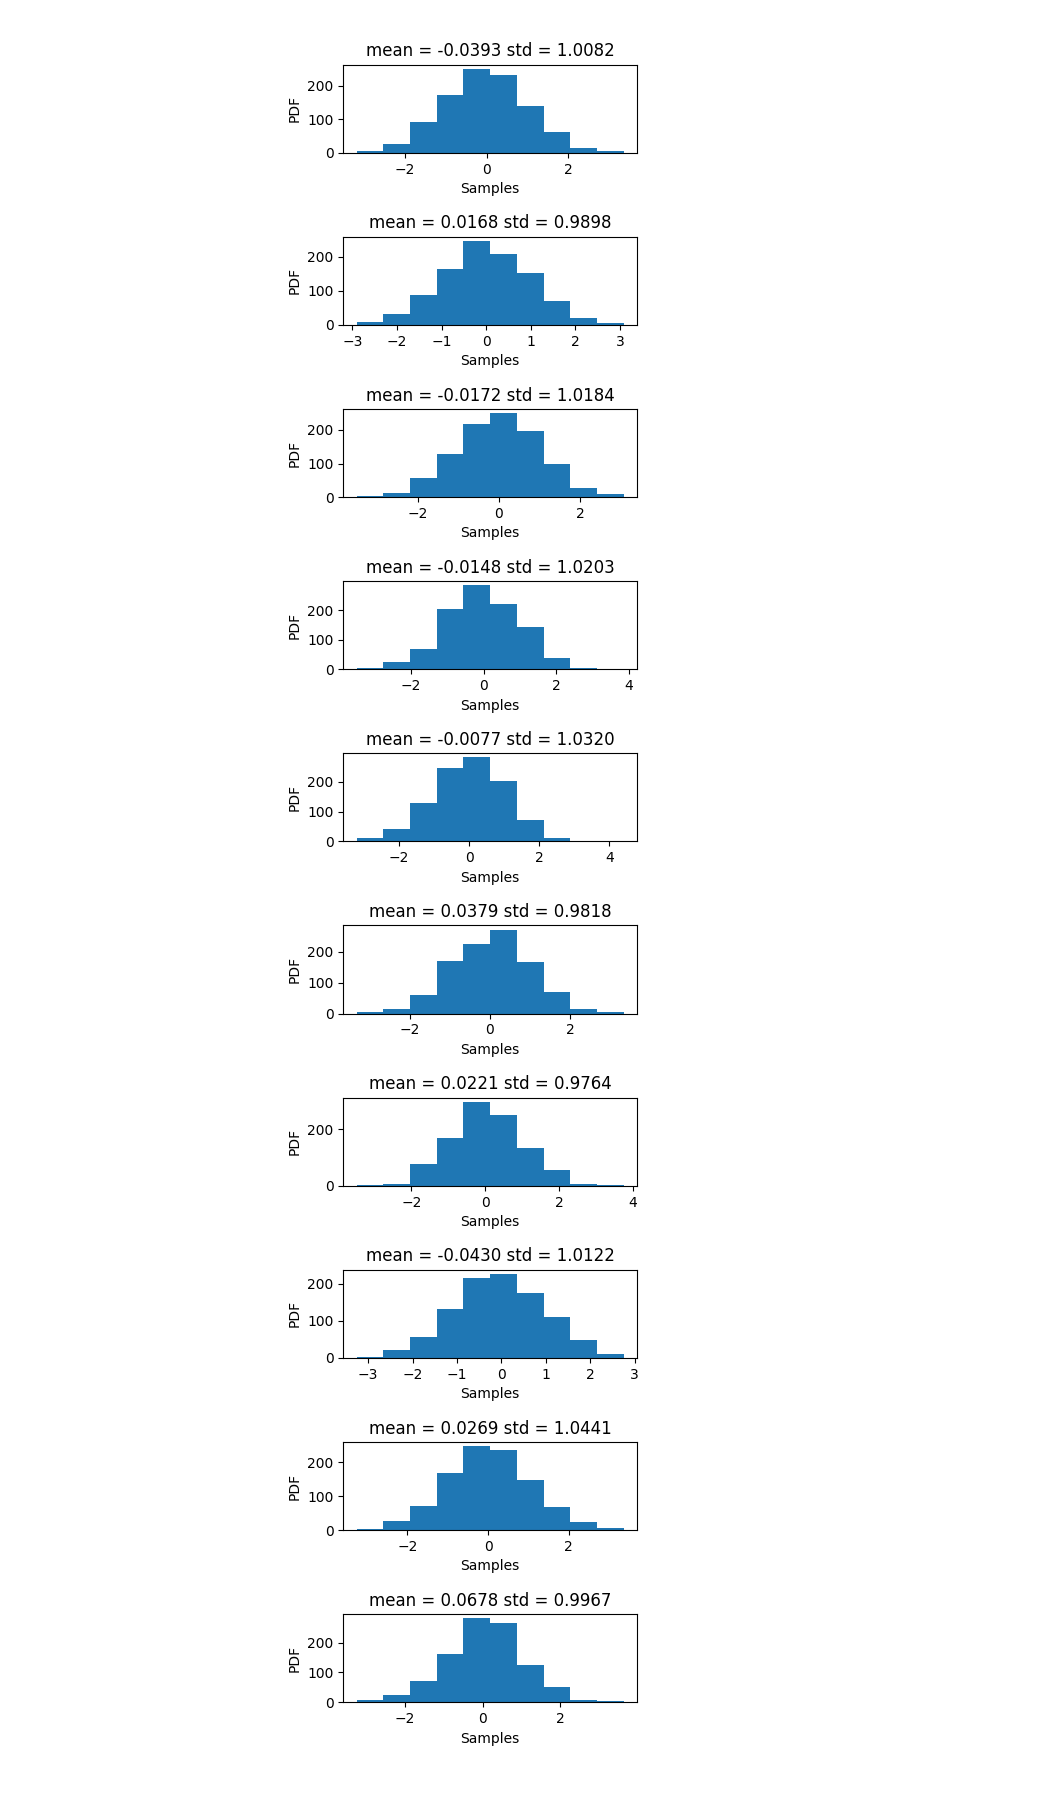 mean = -0.0393 std = 1.0082
PDF
200
100
0
−2 0 2
Samples
mean = 0.0168 std = 0.9898
PDF
200
100
0
−3 −2 −1 0 1 2 3
Samples
mean = -0.0172 std = 1.0184
PDF
200
100
0
−2 0 2
Samples
mean = -0.0148 std = 1.0203
PDF
200
100
0
−2 0 2 4
Samples
mean = -0.0077 std = 1.0320
PDF
200
100
0
−2 0 2 4
Samples
mean = 0.0379 std = 0.9818
PDF
200
100
0
−2 0 2
Samples
mean = 0.0221 std = 0.9764
PDF
200
0
−2 0 2 4
Samples
mean = -0.0430 std = 1.0122
PDF
200
100
0
−3 −2 −1 0 1 2 3
Samples
mean = 0.0269 std = 1.0441
PDF
200
100
0
−2 0 2
Samples
mean = 0.0678 std = 0.9967
PDF
200
100
0
−2 0 2
Samples